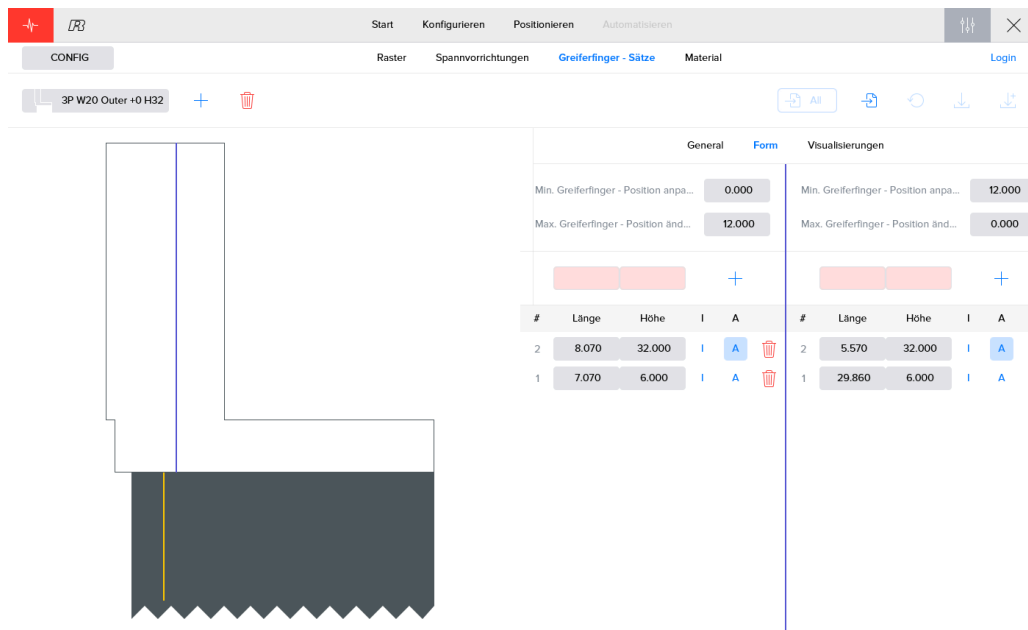 Start Konfigurieren Positionieren Automatisieren
CONFIG Raster Spannvorrichtungen Greiferfinger - Sätze Material Login
3P W20 Outer +0 H32 All
General Form Visualisierungen
Min. Greiferfinger - Position anpa... 0.000 Min. Greiferfinger - Position anpa... 12.000
Max. Greiferfinger - Position änd... 12.000 Max. Greiferfinger - Position änd... 0.000
# Länge Höhe I A # Länge Höhe I A
2 8.070 32.000 I A 2 5.570 32.000 I A
1 7.070 6.000 I A 1 29.860 6.000 I A